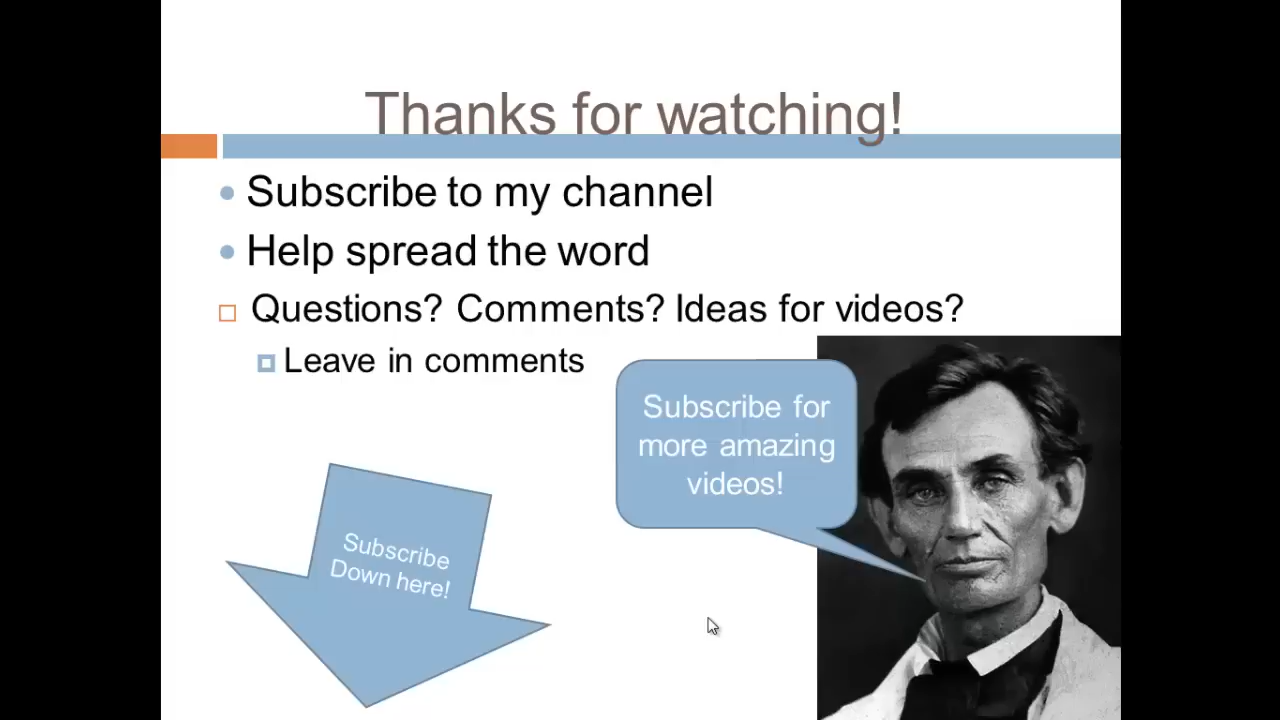 Thanks for watching!
Subscribe to my channel
Help spread the word
Questions? Comments? Ideas for videos?
Leave in comments
Subscribe for
more amazing
videos!
Subscribe
Down here!